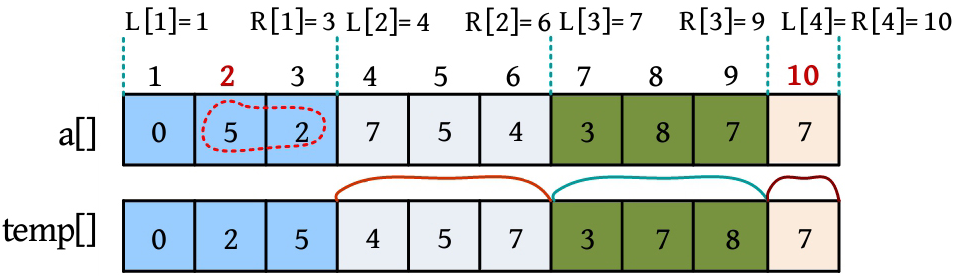 L[1]=1 R[1]=3 L[2]=4 R[2]=6 L[3]=7 R[3]=9 L[4]= R[4]=10
1 2 3 4 5 6 7 8 9 10
a[] 0 5 2 7 5 4 3 8 7 7
temp[] 0 2 5 4 5 7 3 7 8 7